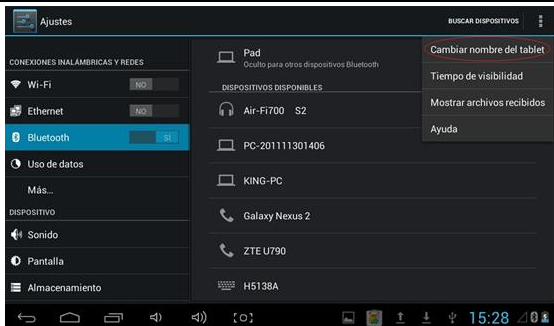 Ajustes
BUSCAR DISPOSITIVOS
CONEXIONES INALÁMBRICAS Y REDES
Wi-Fi
NO
Ethernet
NO
Bluetooth
SÍ
Uso de datos
Más...
DISPOSITIVO
Sonido
Pantalla
Almacenamiento
Pad
Oculto para otros dispositivos Bluetooth
DISPOSITIVOS DISPONIBLES
Air-Fi700 S2
PC-201111301406
KING-PC
Galaxy Nexus 2
ZTE U790
H5138A
Cambiar nombre del tablet
Tiempo de visibilidad
Mostrar archivos recibidos
Ayuda
15:28